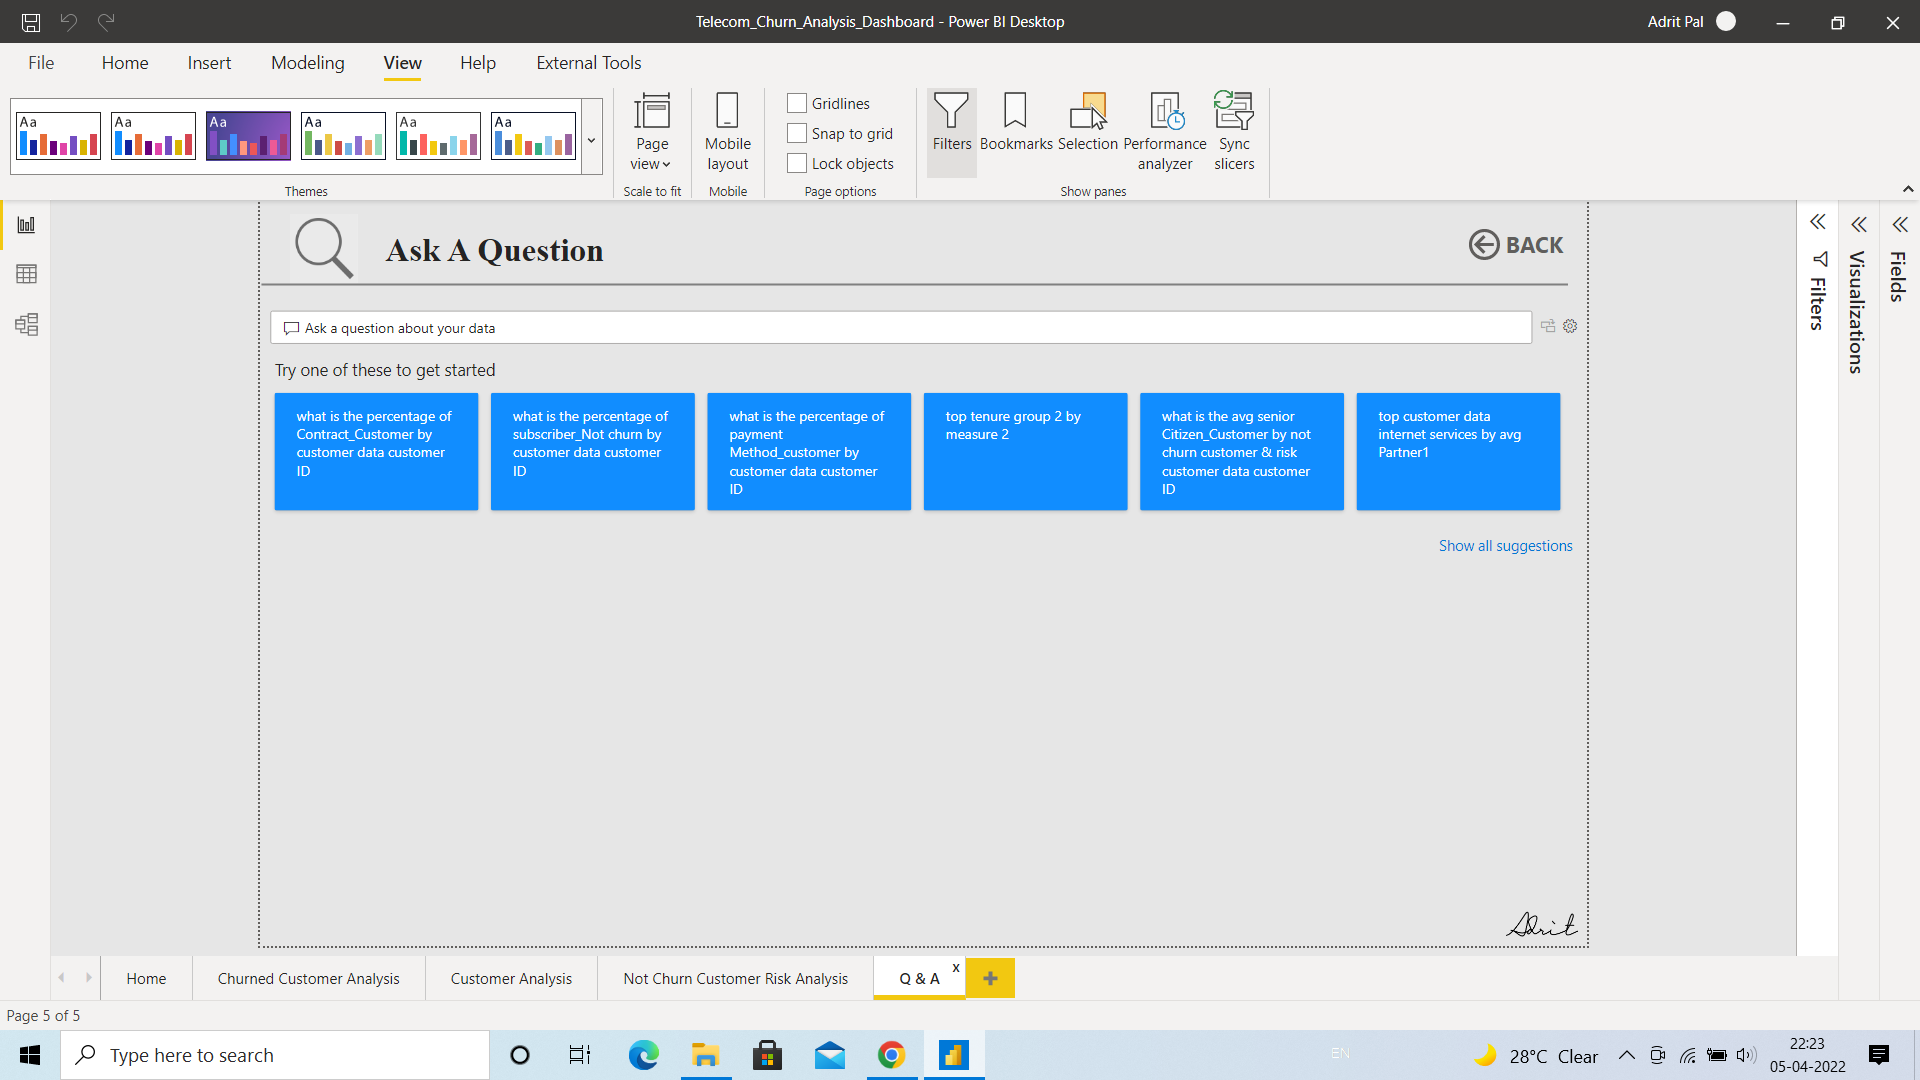 Telecom_Churn_Analysis_Dashboard - Power BI Desktop
Adrit Pal
File
Home
Insert
Modeling
View
Help
External Tools
Aa
Aa
Aa
Aa
Aa
Aa
Themes
Page
view
Scale to fit
Mobile
layout
Mobile
Gridlines
Snap to grid
Lock objects
Page options
Filters
Bookmarks
Selection
Performance
analyzer
Sync
slicers
Show panes
Ask A Question
BACK
Ask a question about your data
Try one of these to get started
what is the percentage of
Contract_Customer by
customer data customer
ID
what is the percentage of
subscriber_Not churn by
customer data customer
ID
what is the percentage of
payment
Method_customer by
customer data customer
ID
top tenure group 2 by
measure 2
what is the avg senior
Citizen_Customer by not
churn customer & risk
customer data customer
ID
top customer data
internet services by avg
Partner1
Show all suggestions
Adrit
Filters
Visualizations
Fields
Home
Churned Customer Analysis
Customer Analysis
Not Churn Customer Risk Analysis
Q & A
x
Page 5 of 5
Type here to search
EN
28°C Clear
22:23
05-04-2022